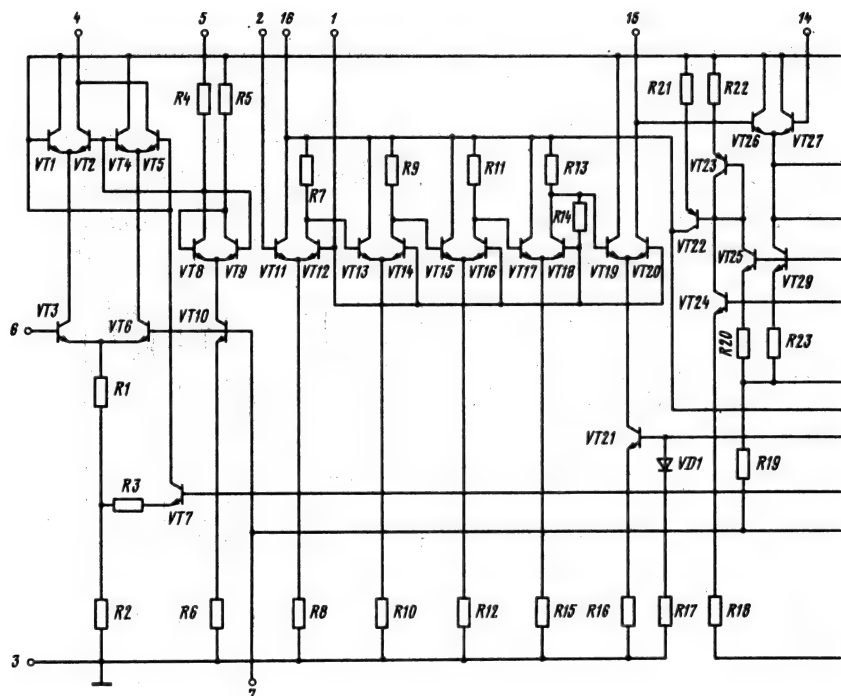 4 5 2 16 1 15 14
R4 R5 R21 R22
VT1 VT2 VT4 VT5 VT26 VT27
R7 R9 R11 R13 VT23
R14
VT8 VT9 VT11 VT12 VT13 VT14 VT15 VT16 VT17 VT18 VT19 VT20 VT22 VT25 VT29
VT3 VT6 VT10 VT24
6
R1 R20 R23
VT21 VD1 R19
R3
VT7
R2 R6 R8 R10 R12 R15 R16 R17 R18
3
7